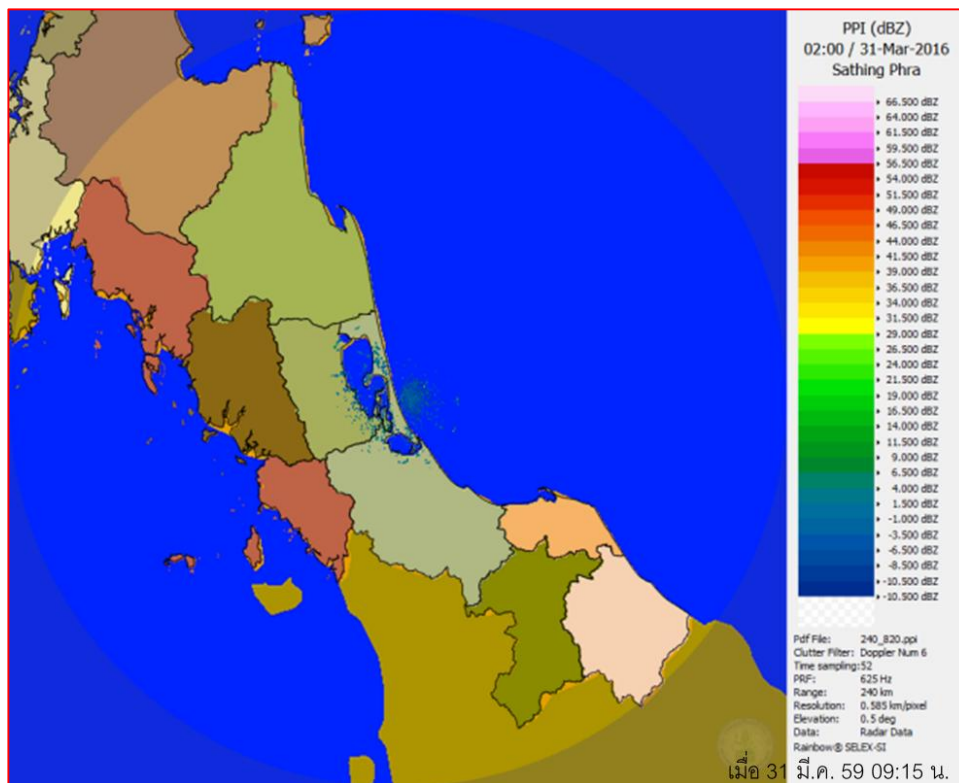 PPI (dBZ)
02:00 / 31-Mar-2016
Sathing Phra
66.500 dBZ
64.000 dBZ
61.500 dBZ
59.500 dBZ
56.500 dBZ
54.000 dBZ
51.500 dBZ
49.000 dBZ
46.500 dBZ
44.000 dBZ
41.500 dBZ
39.000 dBZ
36.500 dBZ
34.000 dBZ
31.500 dBZ
29.000 dBZ
26.500 dBZ
24.500 dBZ
21.500 dBZ
19.000 dBZ
16.500 dBZ
14.000 dBZ
11.500 dBZ
9.000 dBZ
6.500 dBZ
4.000 dBZ
1.500 dBZ
-1.000 dBZ
-3.500 dBZ
-6.500 dBZ
-8.500 dBZ
-10.500 dBZ
-10.500 dBZ
Pdf File: 240_820.ppi
Clutter Filter: Doppler Num 6
Time sampling: 52
PRF: 625 Hz
Range: 240 km
Resolution: 0.585 km/pixel
Elevation: 0.5 deg
Data: Radar Data
Rainbow® SELEX-SI
เมื่อ 31 มี.ค. 59 09:15 น.